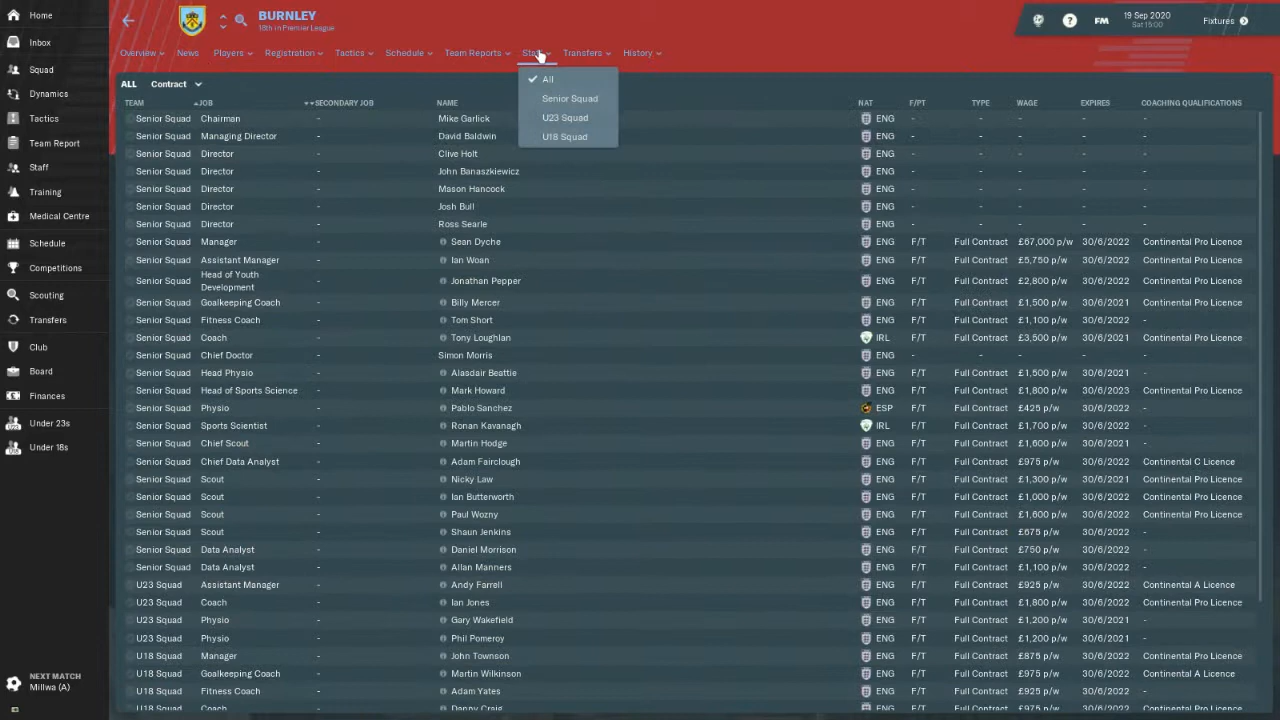 Home
Inbox
Squad
Dynamics
Tactics
Team Report
Staff
Training
Medical Centre
Schedule
Competitions
Scouting
Transfers
Club
Board
Finances
Under 23s
Under 18s
NEXT MATCH
Millwa (A)
BURNLEY
18th in Premier League
FM
19 Sep 2020
Sat 15:00
Fixtures
Overview News Players Registration Tactics Schedule Team Reports Staff Transfers History
All
Senior Squad
U23 Squad
U18 Squad
ALL Contract
TEAM JOB SECONDARY JOB NAME NAT F/PT TYPE WAGE EXPIRES COACHING QUALIFICATIONS
Senior Squad Chairman - Mike Garlick ENG - - - - -
Senior Squad Managing Director - David Baldwin ENG - - - - -
Senior Squad Director - Clive Holt ENG - - - - -
Senior Squad Director - John Banaszkiewicz ENG - - - - -
Senior Squad Director - Mason Hancock ENG - - - - -
Senior Squad Director - Josh Bull ENG - - - - -
Senior Squad Director - Ross Searle ENG - - - - -
Senior Squad Manager - Sean Dyche ENG F/T Full Contract £67,000 p/w 30/6/2022 Continental Pro Licence
Senior Squad Assistant Manager - Ian Woan ENG F/T Full Contract £5,750 p/w 30/6/2022 Continental Pro Licence
Senior Squad Head of Youth Development - Jonathan Pepper ENG F/T Full Contract £2,800 p/w 30/6/2022 Continental Pro Licence
Senior Squad Goalkeeping Coach - Billy Mercer ENG F/T Full Contract £1,500 p/w 30/6/2021 Continental Pro Licence
Senior Squad Fitness Coach - Tom Short ENG F/T Full Contract £1,100 p/w 30/6/2022 -
Senior Squad Coach - Tony Loughlan IRL F/T Full Contract £3,500 p/w 30/6/2021 Continental Pro Licence
Senior Squad Chief Doctor - Simon Morris ENG - - - - -
Senior Squad Head Physio - Alasdair Beattie ENG F/T Full Contract £1,500 p/w 30/6/2021 -
Senior Squad Head of Sports Science - Mark Howard ENG F/T Full Contract £1,800 p/w 30/6/2023 Continental Pro Licence
Senior Squad Physio - Pablo Sanchez ESP F/T Full Contract £425 p/w 30/6/2022 -
Senior Squad Sports Scientist - Ronan Kavanagh IRL F/T Full Contract £1,700 p/w 30/6/2022 -
Senior Squad Chief Scout - Martin Hodge ENG F/T Full Contract £1,600 p/w 30/6/2021 -
Senior Squad Chief Data Analyst - Adam Fairclough ENG F/T Full Contract £975 p/w 30/6/2022 Continental C Licence
Senior Squad Scout - Nicky Law ENG F/T Full Contract £1,300 p/w 30/6/2021 Continental Pro Licence
Senior Squad Scout - Ian Butterworth ENG F/T Full Contract £1,000 p/w 30/6/2022 Continental Pro Licence
Senior Squad Scout - Paul Wozny ENG F/T Full Contract £1,600 p/w 30/6/2022 Continental Pro Licence
Senior Squad Scout - Shaun Jenkins ENG F/T Full Contract £675 p/w 30/6/2022 -
Senior Squad Data Analyst - Daniel Morrison ENG F/T Full Contract £750 p/w 30/6/2022 -
Senior Squad Data Analyst - Allan Manners ENG F/T Full Contract £1,100 p/w 30/6/2022 -
U23 Squad Assistant Manager - Andy Farrell ENG F/T Full Contract £925 p/w 30/6/2022 Continental A Licence
U23 Squad Coach - Ian Jones ENG F/T Full Contract £1,800 p/w 30/6/2022 Continental Pro Licence
U23 Squad Physio - Gary Wakefield ENG F/T Full Contract £1,200 p/w 30/6/2021 -
U23 Squad Physio - Phil Pomeroy ENG F/T Full Contract £1,200 p/w 30/6/2021 -
U18 Squad Manager - John Townson ENG F/T Full Contract £875 p/w 30/6/2022 Continental Pro Licence
U18 Squad Goalkeeping Coach - Martin Wilkinson ENG F/T Full Contract £975 p/w 30/6/2022 Continental A Licence
U18 Squad Fitness Coach - Adam Yates ENG F/T Full Contract £925 p/w 30/6/2022 -
U18 Squad Coach - Danny Craig ENG F/T Full Contract £975 p/w 30/6/2022 Continental Pro Licence